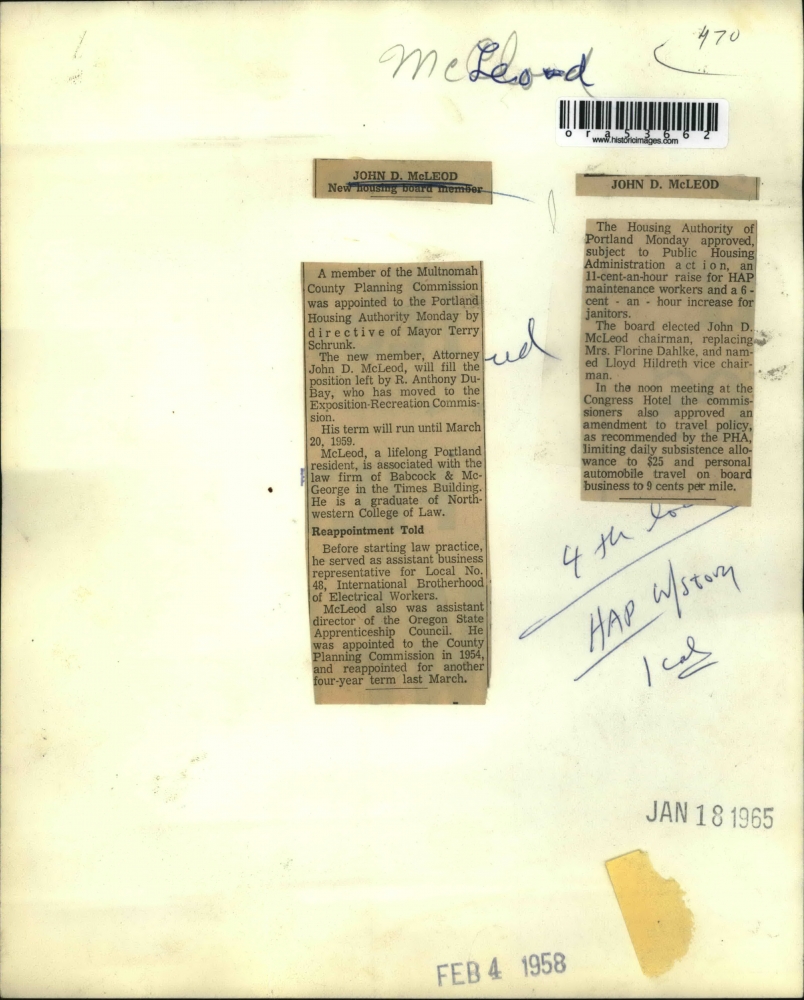 470
McLeod
ora53662
www.historicimages.com
JOHN D. McLEOD
New housing board member
A member of the Multnomah
County Planning Commission
was appointed to the Portland
Housing Authority Monday by
directive of Mayor Terry
Schrunk.
The new member, Attorney
John D. McLeod, will fill the
position left by R. Anthony Du-
Bay, who has moved to the
Exposition-Recreation Commis-
sion.
His term will run until March
20, 1959.
McLeod, a lifelong Portland
resident, is associated with the
law firm of Babcock & Mc-
George in the Times Building.
He is a graduate of North-
western College of Law.
Reappointment Told
Before starting law practice,
he served as assistant business
representative for Local No.
48, International Brotherhood
of Electrical Workers.
McLeod also was assistant
director of the Oregon State
Apprenticeship Council. He
was appointed to the County
Planning Commission in 1954,
and reappointed for another
four-year term last March.
JOHN D. McLEOD
The Housing Authority of
Portland Monday approved,
subject to Public Housing
Administration action, an
11-cent-an-hour raise for HAP
maintenance workers and a 6-
cent-an-hour increase for
janitors.
The board elected John D.
McLeod chairman, replacing
Mrs. Florine Dahlke, and nam-
ed Lloyd Hildreth vice chair-
man.
In the noon meeting at the
Congress Hotel the commis-
sioners also approved an
amendment to travel policy,
as recommended by the PHA,
limiting daily subsistence allo-
wance to $25 and personal
automobile travel on board
business to 9 cents per mile.
4th
HAP w/story
1 col
JAN 18 1965
FEB 4 1958